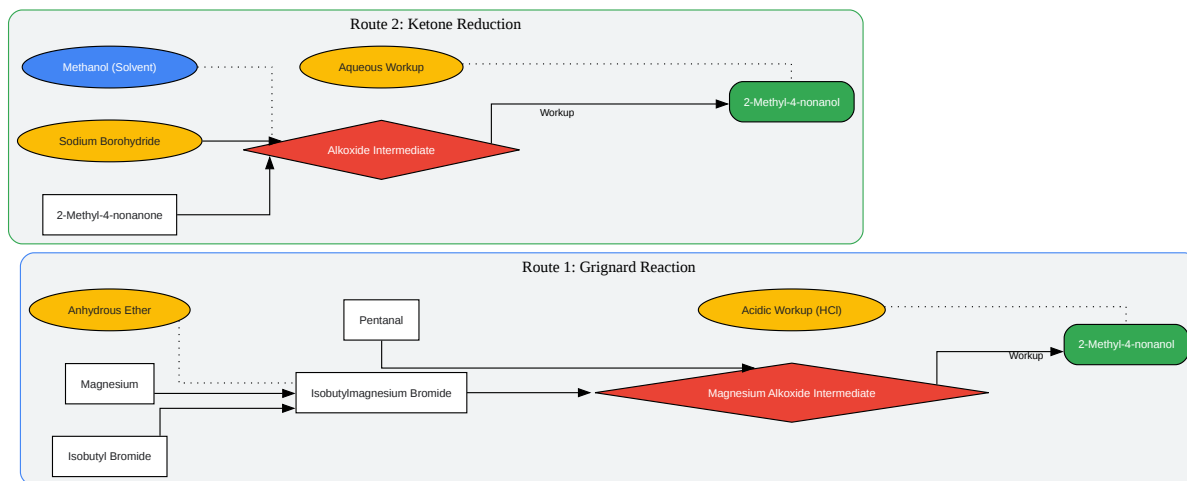 Route 2: Ketone Reduction
Methanol (Solvent)
Aqueous Workup
2-Methyl-4-nonanol
Workup
Sodium Borohydride
Alkoxide Intermediate
2-Methyl-4-nonanone
Route 1: Grignard Reaction
Anhydrous Ether
Pentanal
Acidic Workup (HCl)
2-Methyl-4-nonanol
Workup
Magnesium
Isobutylmagnesium Bromide
Magnesium Alkoxide Intermediate
Isobutyl Bromide